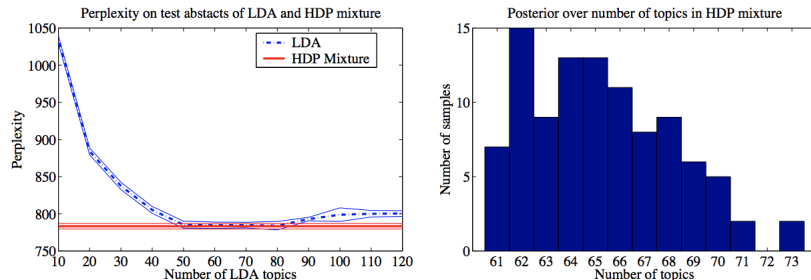 Perplexity on test abstacts of LDA and HDP mixture
1050
1000
950
900
850
800
750
Perplexity
10 20 30 40 50 60 70 80 90 100 110 120
Number of LDA topics
LDA
HDP Mixture
Posterior over number of topics in HDP mixture
15
10
5
0
Number of samples
61 62 63 64 65 66 67 68 69 70 71 72 73
Number of topics